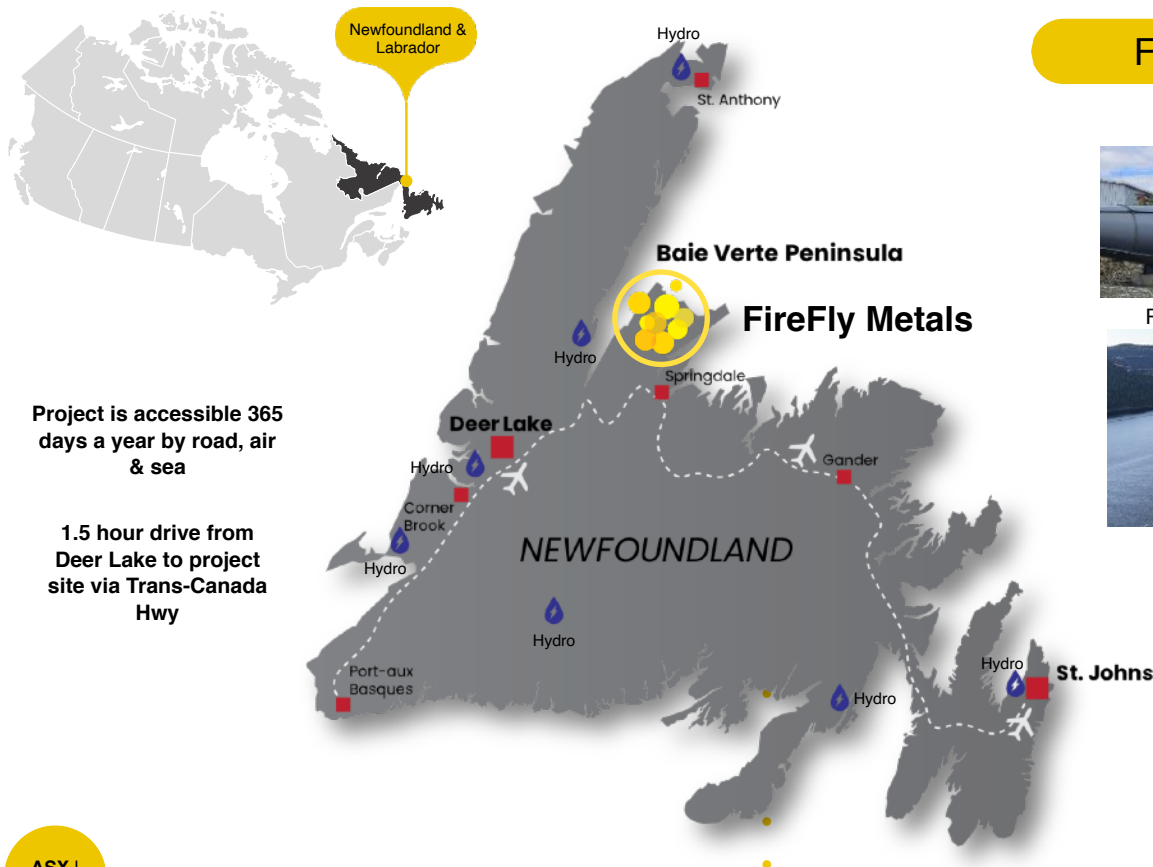 Newfoundland &
Labrador
F
Hydro
St. Anthony
Baie Verte Peninsula
FireFly Metals
F
Hydro
Springdale
Project is accessible 365
days a year by road, air
& sea
Deer Lake
Hydro
Gander
Corner
Brook
1.5 hour drive from
Deer Lake to project
site via Trans-Canada
Hwy
NEWFOUNDLAND
Hydro
Hydro
Port-aux
Basques
Hydro
St. Johns
Hydro
ASX |